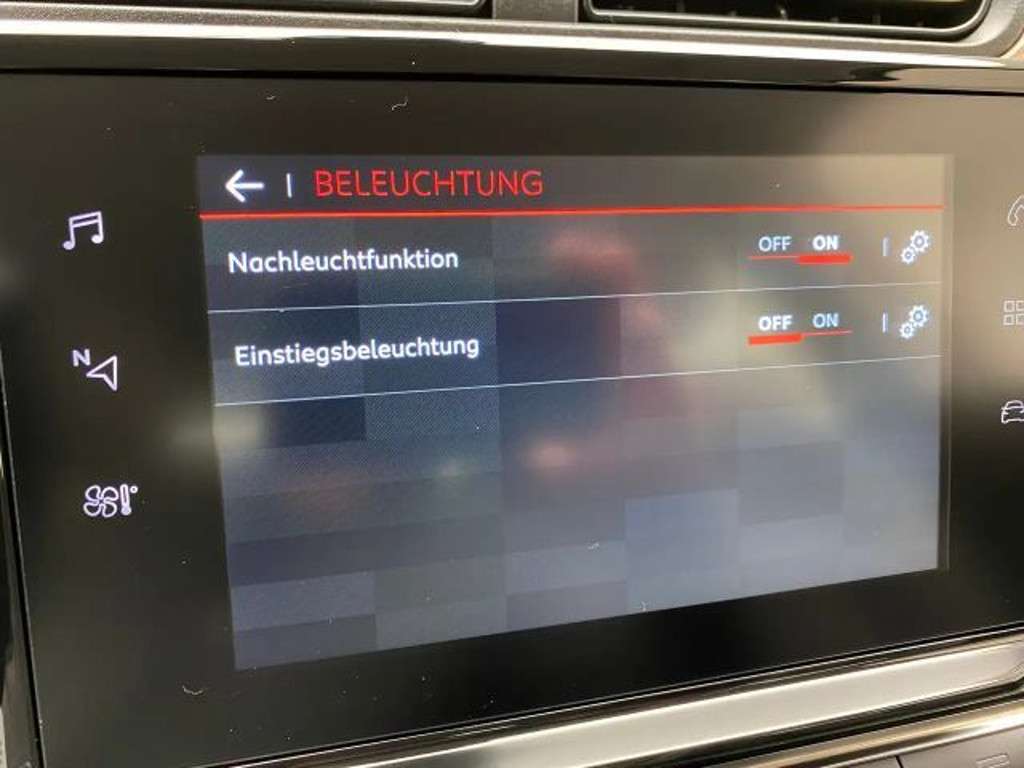 BELEUCHTUNG
Nachleuchtfunktion OFF ON
Einstiegsbeleuchtung OFF ON
N